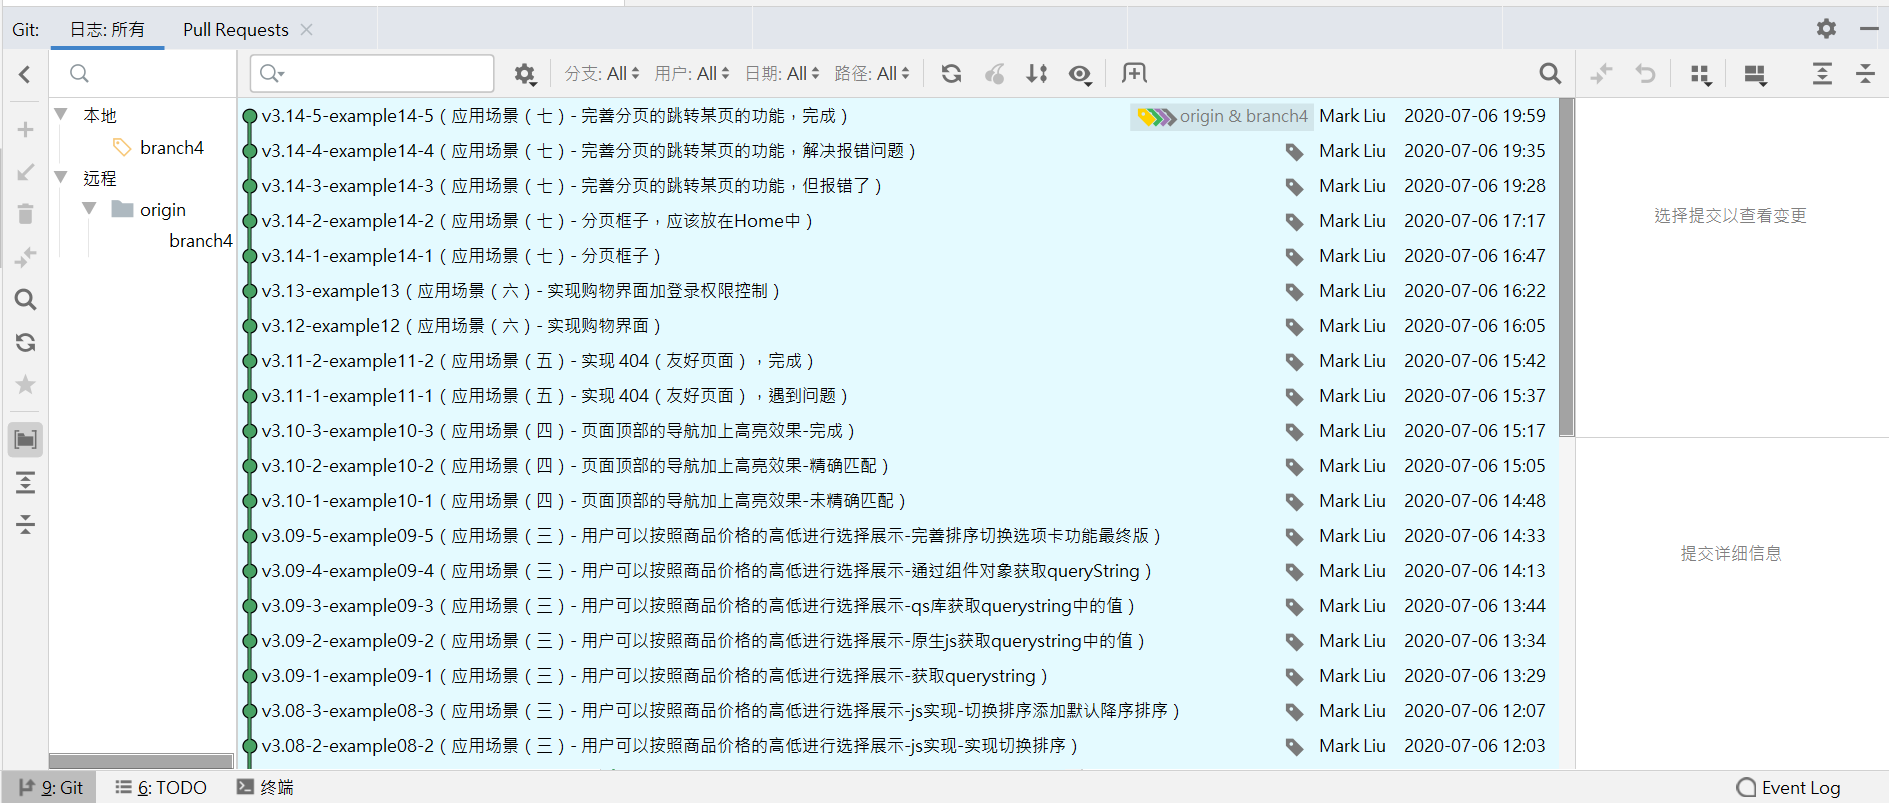 Git: 日志: 所有 Pull Requests
分支: All 用户: All 日期: All 路径: All
本地
branch4
远程
origin
branch4
v3.14-5-example14-5（应用场景（七）- 完善分页的跳转某页的功能，完成） origin & branch4 Mark Liu 2020-07-06 19:59
v3.14-4-example14-4（应用场景（七）- 完善分页的跳转某页的功能，解决报错问题） Mark Liu 2020-07-06 19:35
v3.14-3-example14-3（应用场景（七）- 完善分页的跳转某页的功能，但报错了） Mark Liu 2020-07-06 19:28
v3.14-2-example14-2（应用场景（七）- 分页框子，应该放在Home中） Mark Liu 2020-07-06 17:17
v3.14-1-example14-1（应用场景（七）- 分页框子） Mark Liu 2020-07-06 16:47
v3.13-example13（应用场景（六）- 实现购物界面加登录权限控制） Mark Liu 2020-07-06 16:22
v3.12-example12（应用场景（六）- 实现购物界面） Mark Liu 2020-07-06 16:05
v3.11-2-example11-2（应用场景（五）- 实现 404（友好页面），完成） Mark Liu 2020-07-06 15:42
v3.11-1-example11-1（应用场景（五）- 实现 404（友好页面），遇到问题） Mark Liu 2020-07-06 15:37
v3.10-3-example10-3（应用场景（四）- 页面顶部的导航加上高亮效果-完成） Mark Liu 2020-07-06 15:17
v3.10-2-example10-2（应用场景（四）- 页面顶部的导航加上高亮效果-精确匹配） Mark Liu 2020-07-06 15:05
v3.10-1-example10-1（应用场景（四）- 页面顶部的导航加上高亮效果-未精确匹配） Mark Liu 2020-07-06 14:48
v3.09-5-example09-5（应用场景（三）- 用户可以按照商品价格的高低进行选择展示-完善排序切换选项卡功能最终版） Mark Liu 2020-07-06 14:33
v3.09-4-example09-4（应用场景（三）- 用户可以按照商品价格的高低进行选择展示-通过组件对象获取queryString） Mark Liu 2020-07-06 14:13
v3.09-3-example09-3（应用场景（三）- 用户可以按照商品价格的高低进行选择展示-qs库获取querystring中的值） Mark Liu 2020-07-06 13:44
v3.09-2-example09-2（应用场景（三）- 用户可以按照商品价格的高低进行选择展示-原生js获取querystring中的值） Mark Liu 2020-07-06 13:34
v3.09-1-example09-1（应用场景（三）- 用户可以按照商品价格的高低进行选择展示-获取querystring） Mark Liu 2020-07-06 13:29
v3.08-3-example08-3（应用场景（三）- 用户可以按照商品价格的高低进行选择展示-js实现-切换排序添加默认降序排序） Mark Liu 2020-07-06 12:07
v3.08-2-example08-2（应用场景（三）- 用户可以按照商品价格的高低进行选择展示-js实现-实现切换排序） Mark Liu 2020-07-06 12:03
选择提交以查看变更
提交详细信息
9: Git 6: TODO 终端 Event Log